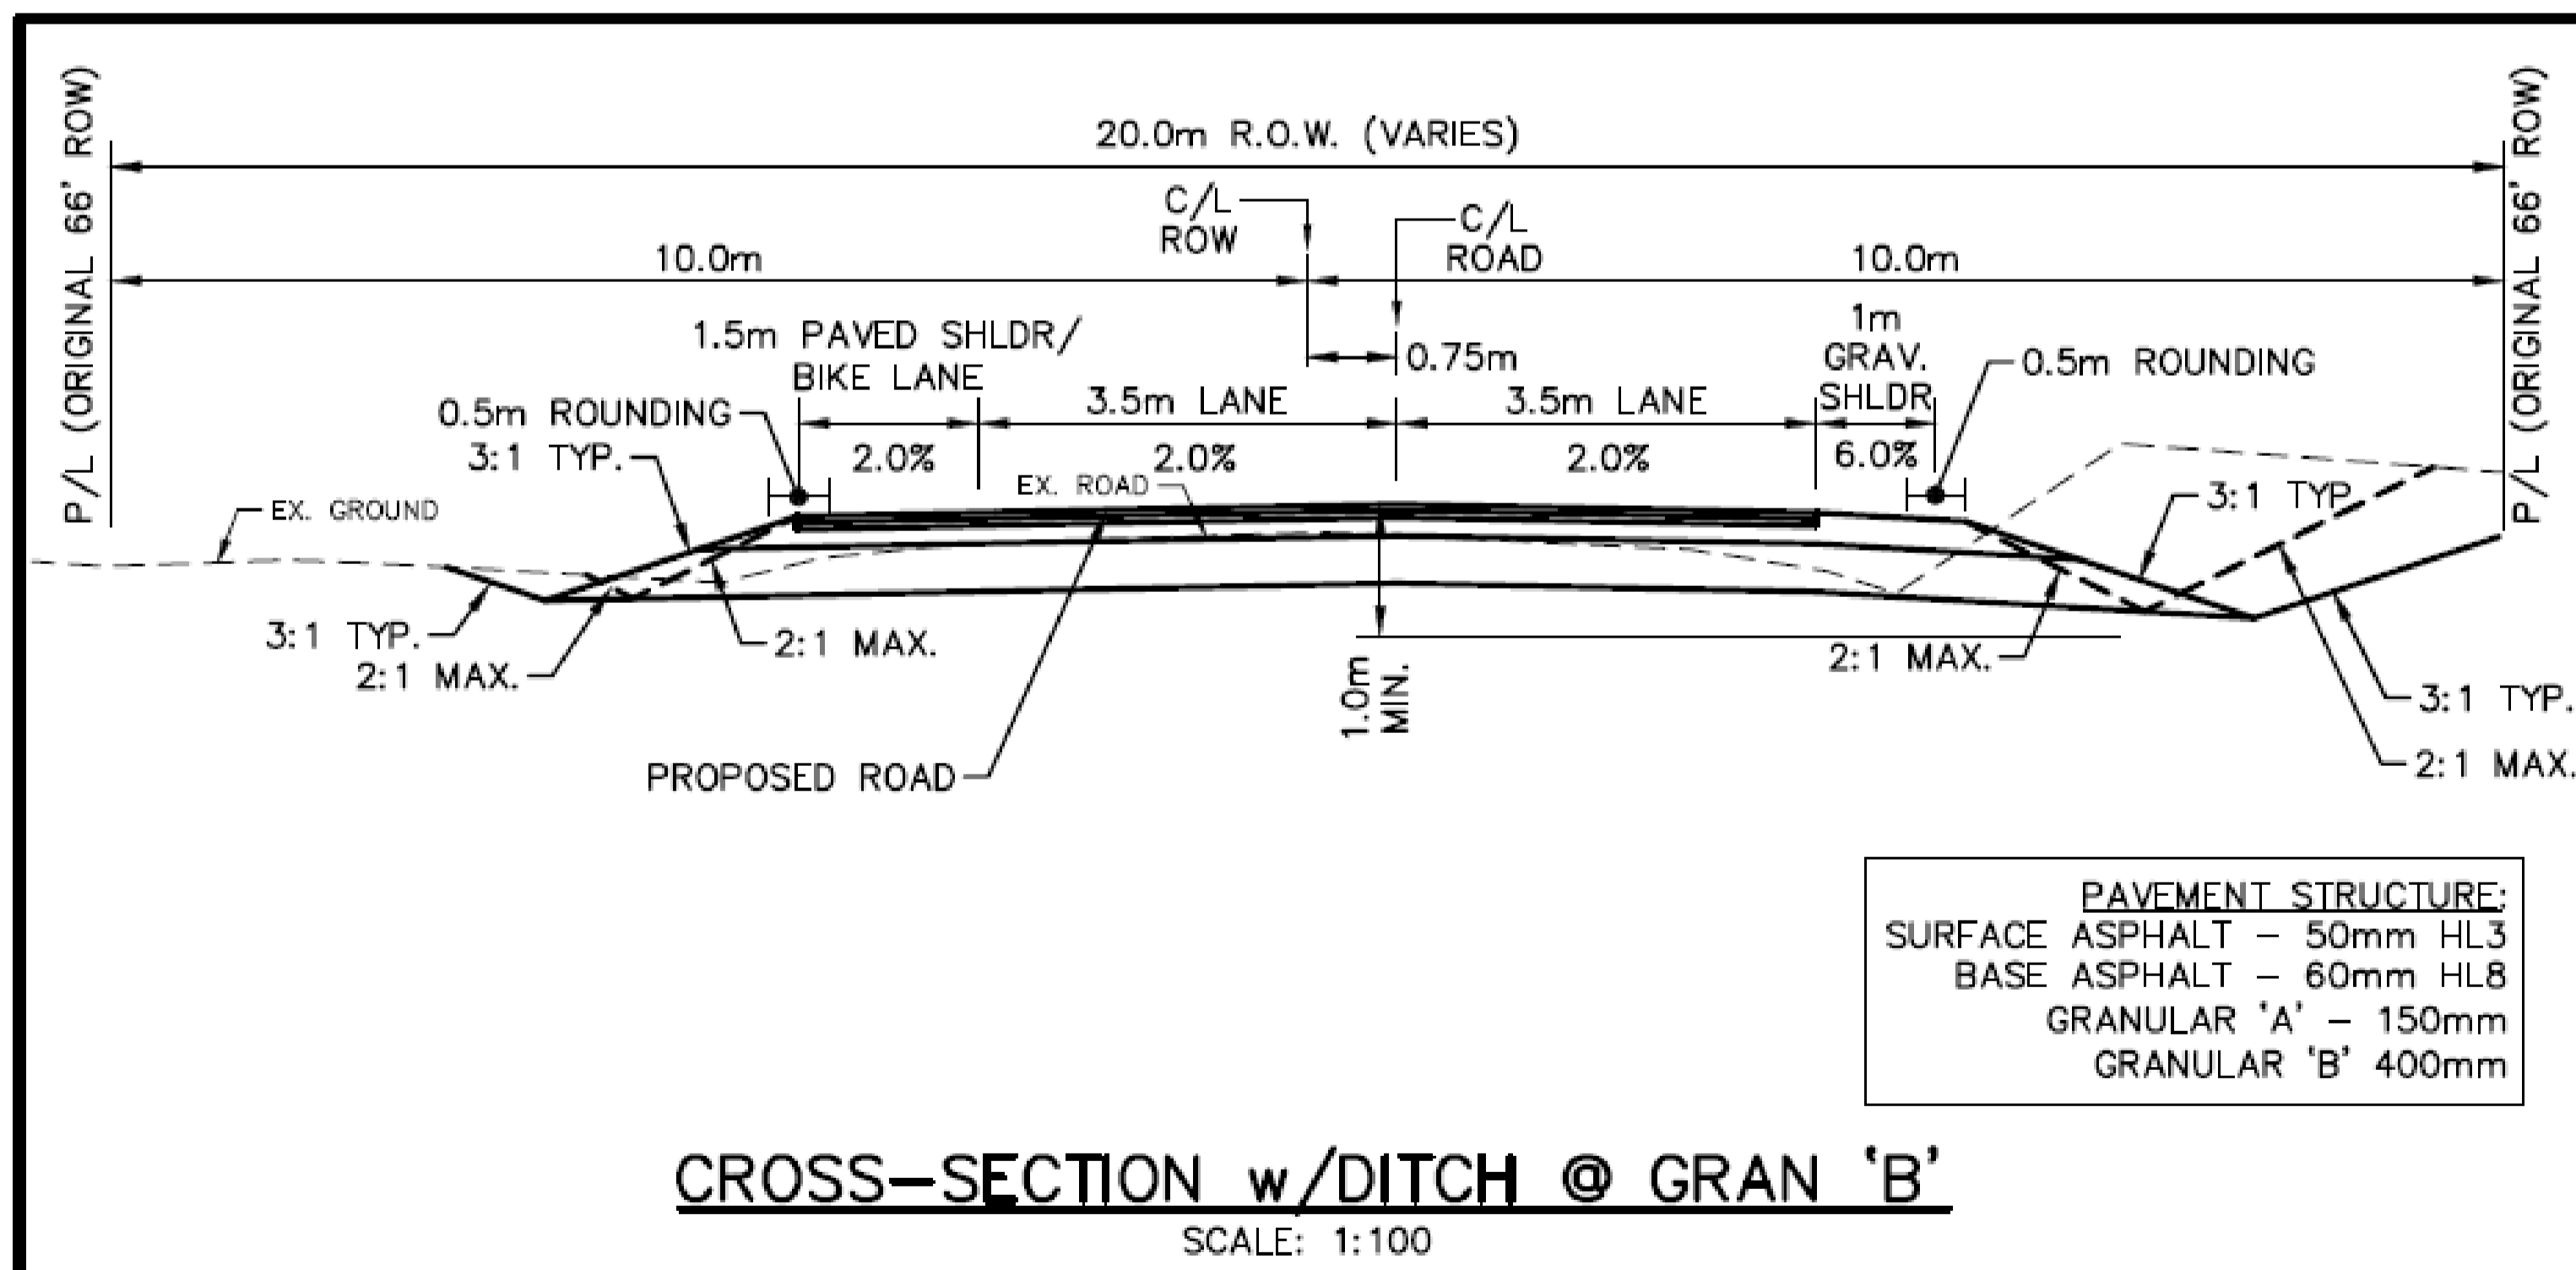 P/L (ORIGINAL 66' ROW)
20.0m R.O.W. (VARIES)
P/L (ORIGINAL 66' ROW)
C/L
ROW
C/L
ROAD
10.0m
10.0m
1.5m PAVED SHLDR/
BIKE LANE
0.75m
1m
GRAV.
SHLDR
0.5m ROUNDING
0.5m ROUNDING
3.5m LANE
3.5m LANE
3:1 TYP.
2.0%
2.0%
2.0%
6.0%
EX. ROAD
EX. GROUND
3:1 TYP
3:1 TYP.
2:1 MAX.
2:1 MAX.
1.0m
MIN.
2:1 MAX.
3:1 TYP.
2:1 MAX.
PROPOSED ROAD
PAVEMENT STRUCTURE:
SURFACE ASPHALT – 50mm HL3
BASE ASPHALT – 60mm HL8
GRANULAR 'A' – 150mm
GRANULAR 'B' 400mm
CROSS–SECTION w/DITCH @ GRAN 'B'
SCALE: 1:100